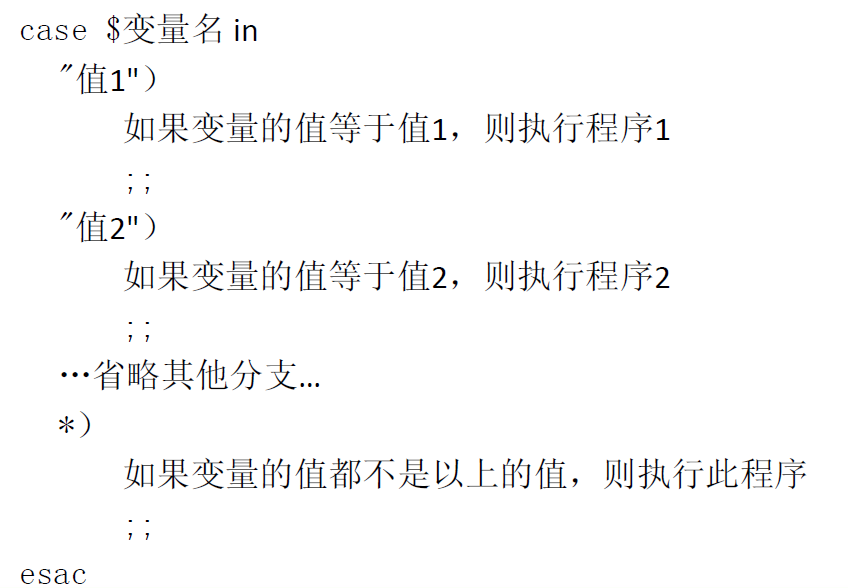 case $变量名 in
"值1"）
如果变量的值等于值1，则执行程序1
;;
"值2"）
如果变量的值等于值2，则执行程序2
;;
…省略其他分支…
*）
如果变量的值都不是以上的值，则执行此程序
;;
esac